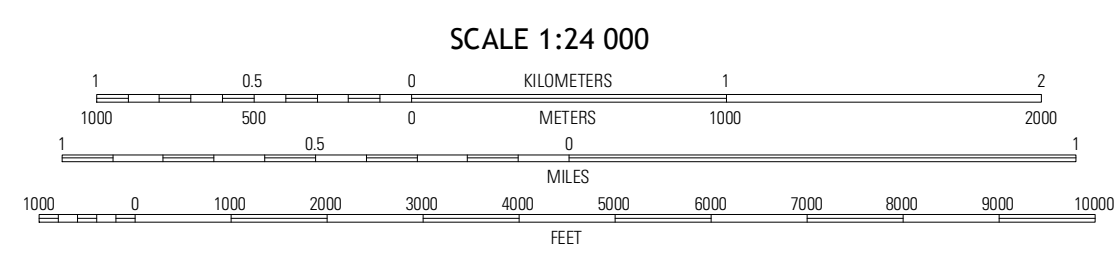 SCALE 1:24 000
1 0.5 0 KILOMETERS 1 2
1000 500 0 METERS 1000 2000
1 0.5 0 1
MILES
1000 0 1000 2000 3000 4000 5000 6000 7000 8000 9000 10000
FEET